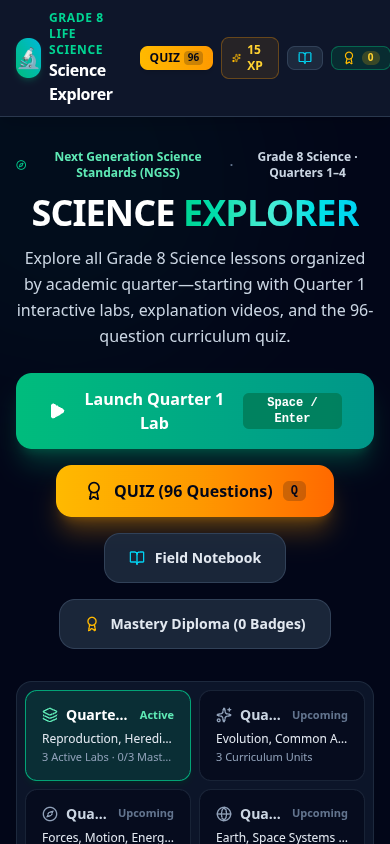 GRADE 8
LIFE
SCIENCE
Science
Explorer
QUIZ 96
15
XP
0
Next Generation Science
Standards (NGSS)
·
Grade 8 Science ·
Quarters 1–4
SCIENCE EXPLORER
Explore all Grade 8 Science lessons organized
by academic quarter—starting with Quarter 1
interactive labs, explanation videos, and the 96-
question curriculum quiz.
Launch Quarter 1
Lab
Space /
Enter
QUIZ (96 Questions) Q
Field Notebook
Mastery Diploma (0 Badges)
Quarte... Active
Reproduction, Heredi...
3 Active Labs · 0/3 Mast...
Qua... Upcoming
Evolution, Common A...
3 Curriculum Units
Qua... Upcoming
Forces, Motion, Energ...
Qua... Upcoming
Earth, Space Systems ...